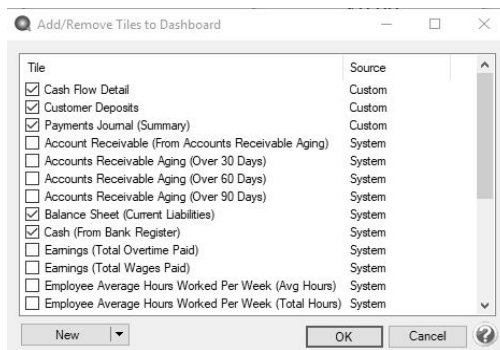 Add/Remove Tiles to Dashboard
Tile Source
Cash Flow Detail Custom
Customer Deposits Custom
Payments Journal (Summary) Custom
Account Receivable (From Accounts Receivable Aging) System
Accounts Receivable Aging (Over 30 Days) System
Accounts Receivable Aging (Over 60 Days) System
Accounts Receivable Aging (Over 90 Days) System
Balance Sheet (Current Liabilities) System
Cash (From Bank Register) System
Earnings (Total Overtime Paid) System
Earnings (Total Wages Paid) System
Employee Average Hours Worked Per Week (Avg Hours) System
Employee Average Hours Worked Per Week (Total Hours) System
New OK Cancel ?